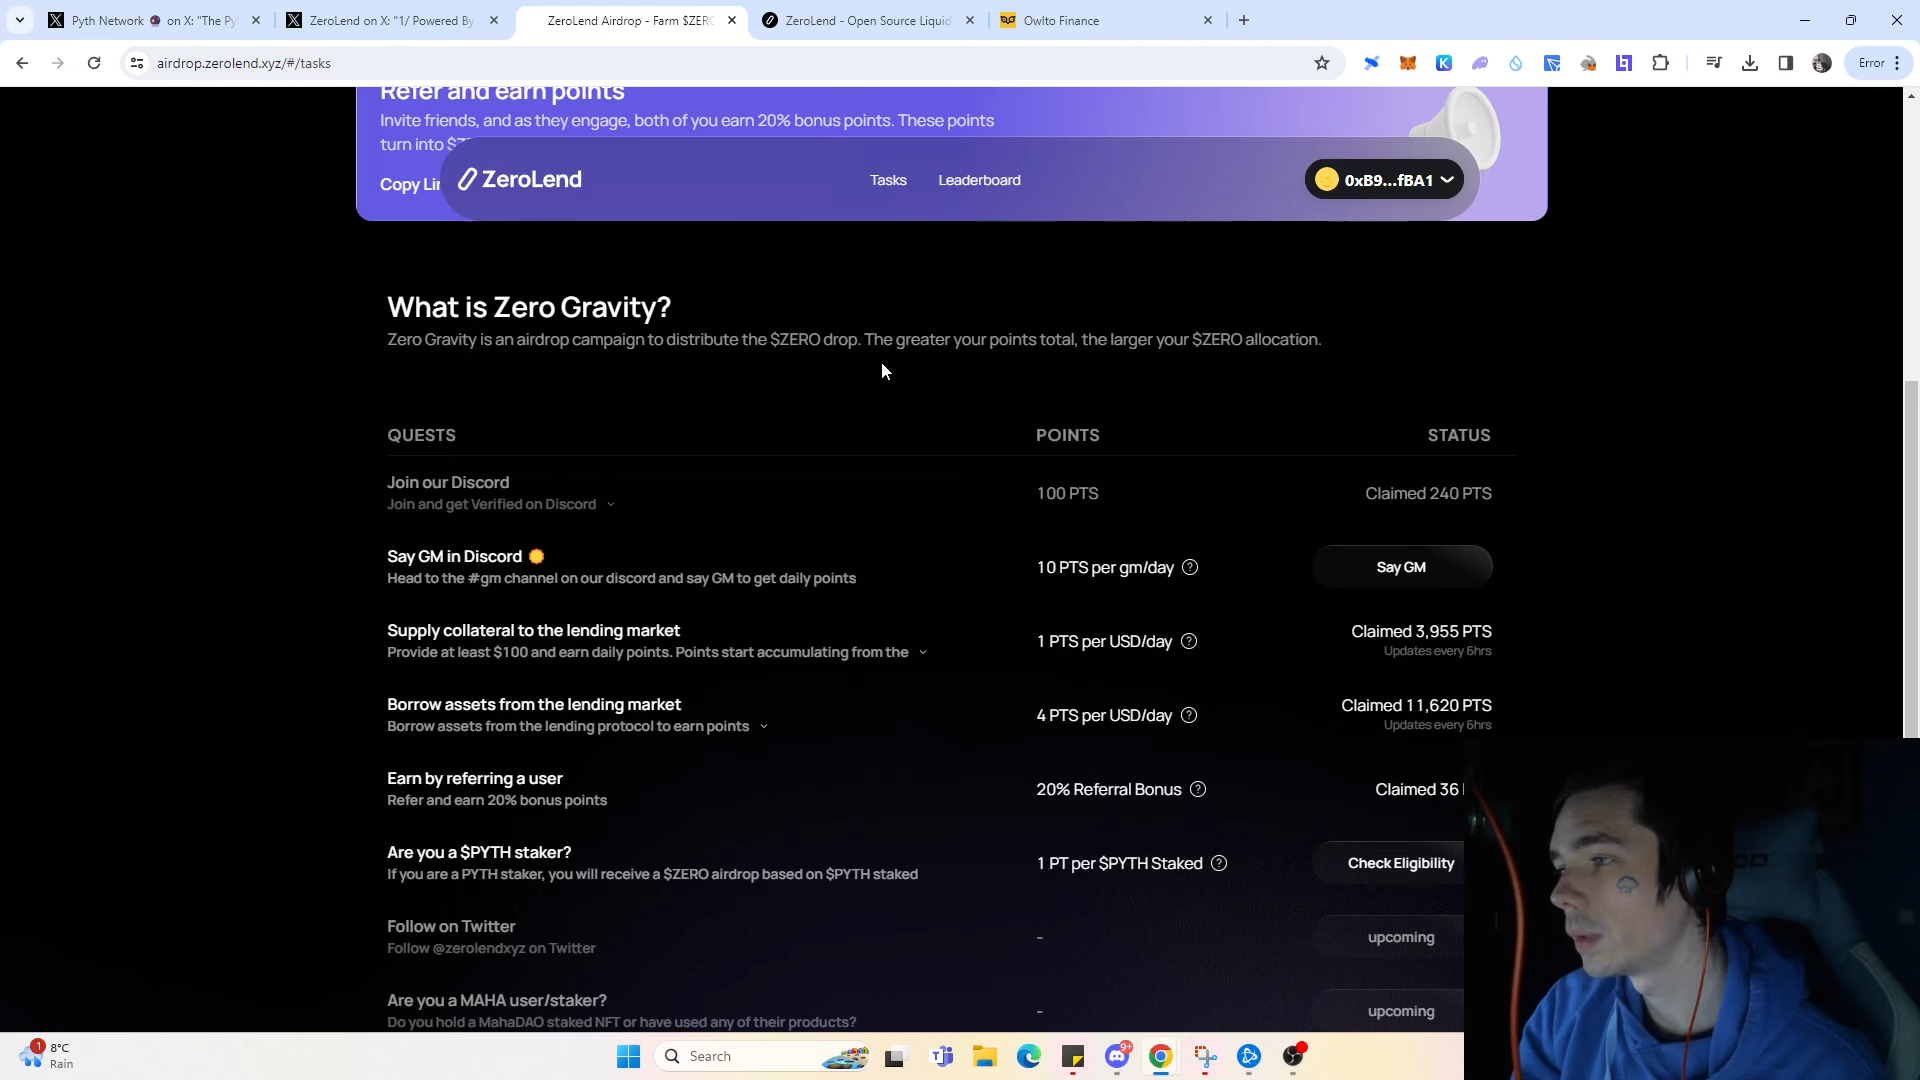 Pyth Network on X: "The Py
ZeroLend on X: "1/ Powered By
ZeroLend Airdrop - Farm $ZERO
ZeroLend - Open Source Liquid
Owlto Finance
airdrop.zerolend.xyz/#/tasks
Error
Refer and earn points
Invite friends, and as they engage, both of you earn 20% bonus points. These points
turn into $Z
Copy Lin
ZeroLend
Tasks
Leaderboard
0xB9...fBA1
What is Zero Gravity?
Zero Gravity is an airdrop campaign to distribute the $ZERO drop. The greater your points total, the larger your $ZERO allocation.
QUESTS
POINTS
STATUS
Join our Discord
Join and get Verified on Discord
100 PTS
Claimed 240 PTS
Say GM in Discord
Head to the #gm channel on our discord and say GM to get daily points
10 PTS per gm/day
Say GM
Supply collateral to the lending market
Provide at least $100 and earn daily points. Points start accumulating from the
1 PTS per USD/day
Claimed 3,955 PTS
Updates every 6hrs
Borrow assets from the lending market
Borrow assets from the lending protocol to earn points
4 PTS per USD/day
Claimed 11,620 PTS
Updates every 6hrs
Earn by referring a user
Refer and earn 20% bonus points
20% Referral Bonus
Claimed 36
Are you a $PYTH staker?
If you are a PYTH staker, you will receive a $ZERO airdrop based on $PYTH staked
1 PT per $PYTH Staked
Check Eligibility
Follow on Twitter
Follow @zerolendxyz on Twitter
-
upcoming
Are you a MAHA user/staker?
Do you hold a MahaDAO staked NFT or have used any of their products?
-
upcoming
1
8°C
Rain
Search
9+